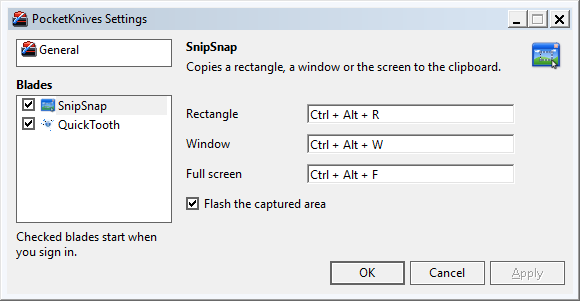 PocketKnives Settings
General
Blades
SnipSnap
QuickTooth
Checked blades start when
you sign in.
SnipSnap
Copies a rectangle, a window or the screen to the clipboard.
Rectangle
Ctrl + Alt + R
Window
Ctrl + Alt + W
Full screen
Ctrl + Alt + F
Flash the captured area
OK
Cancel
Apply